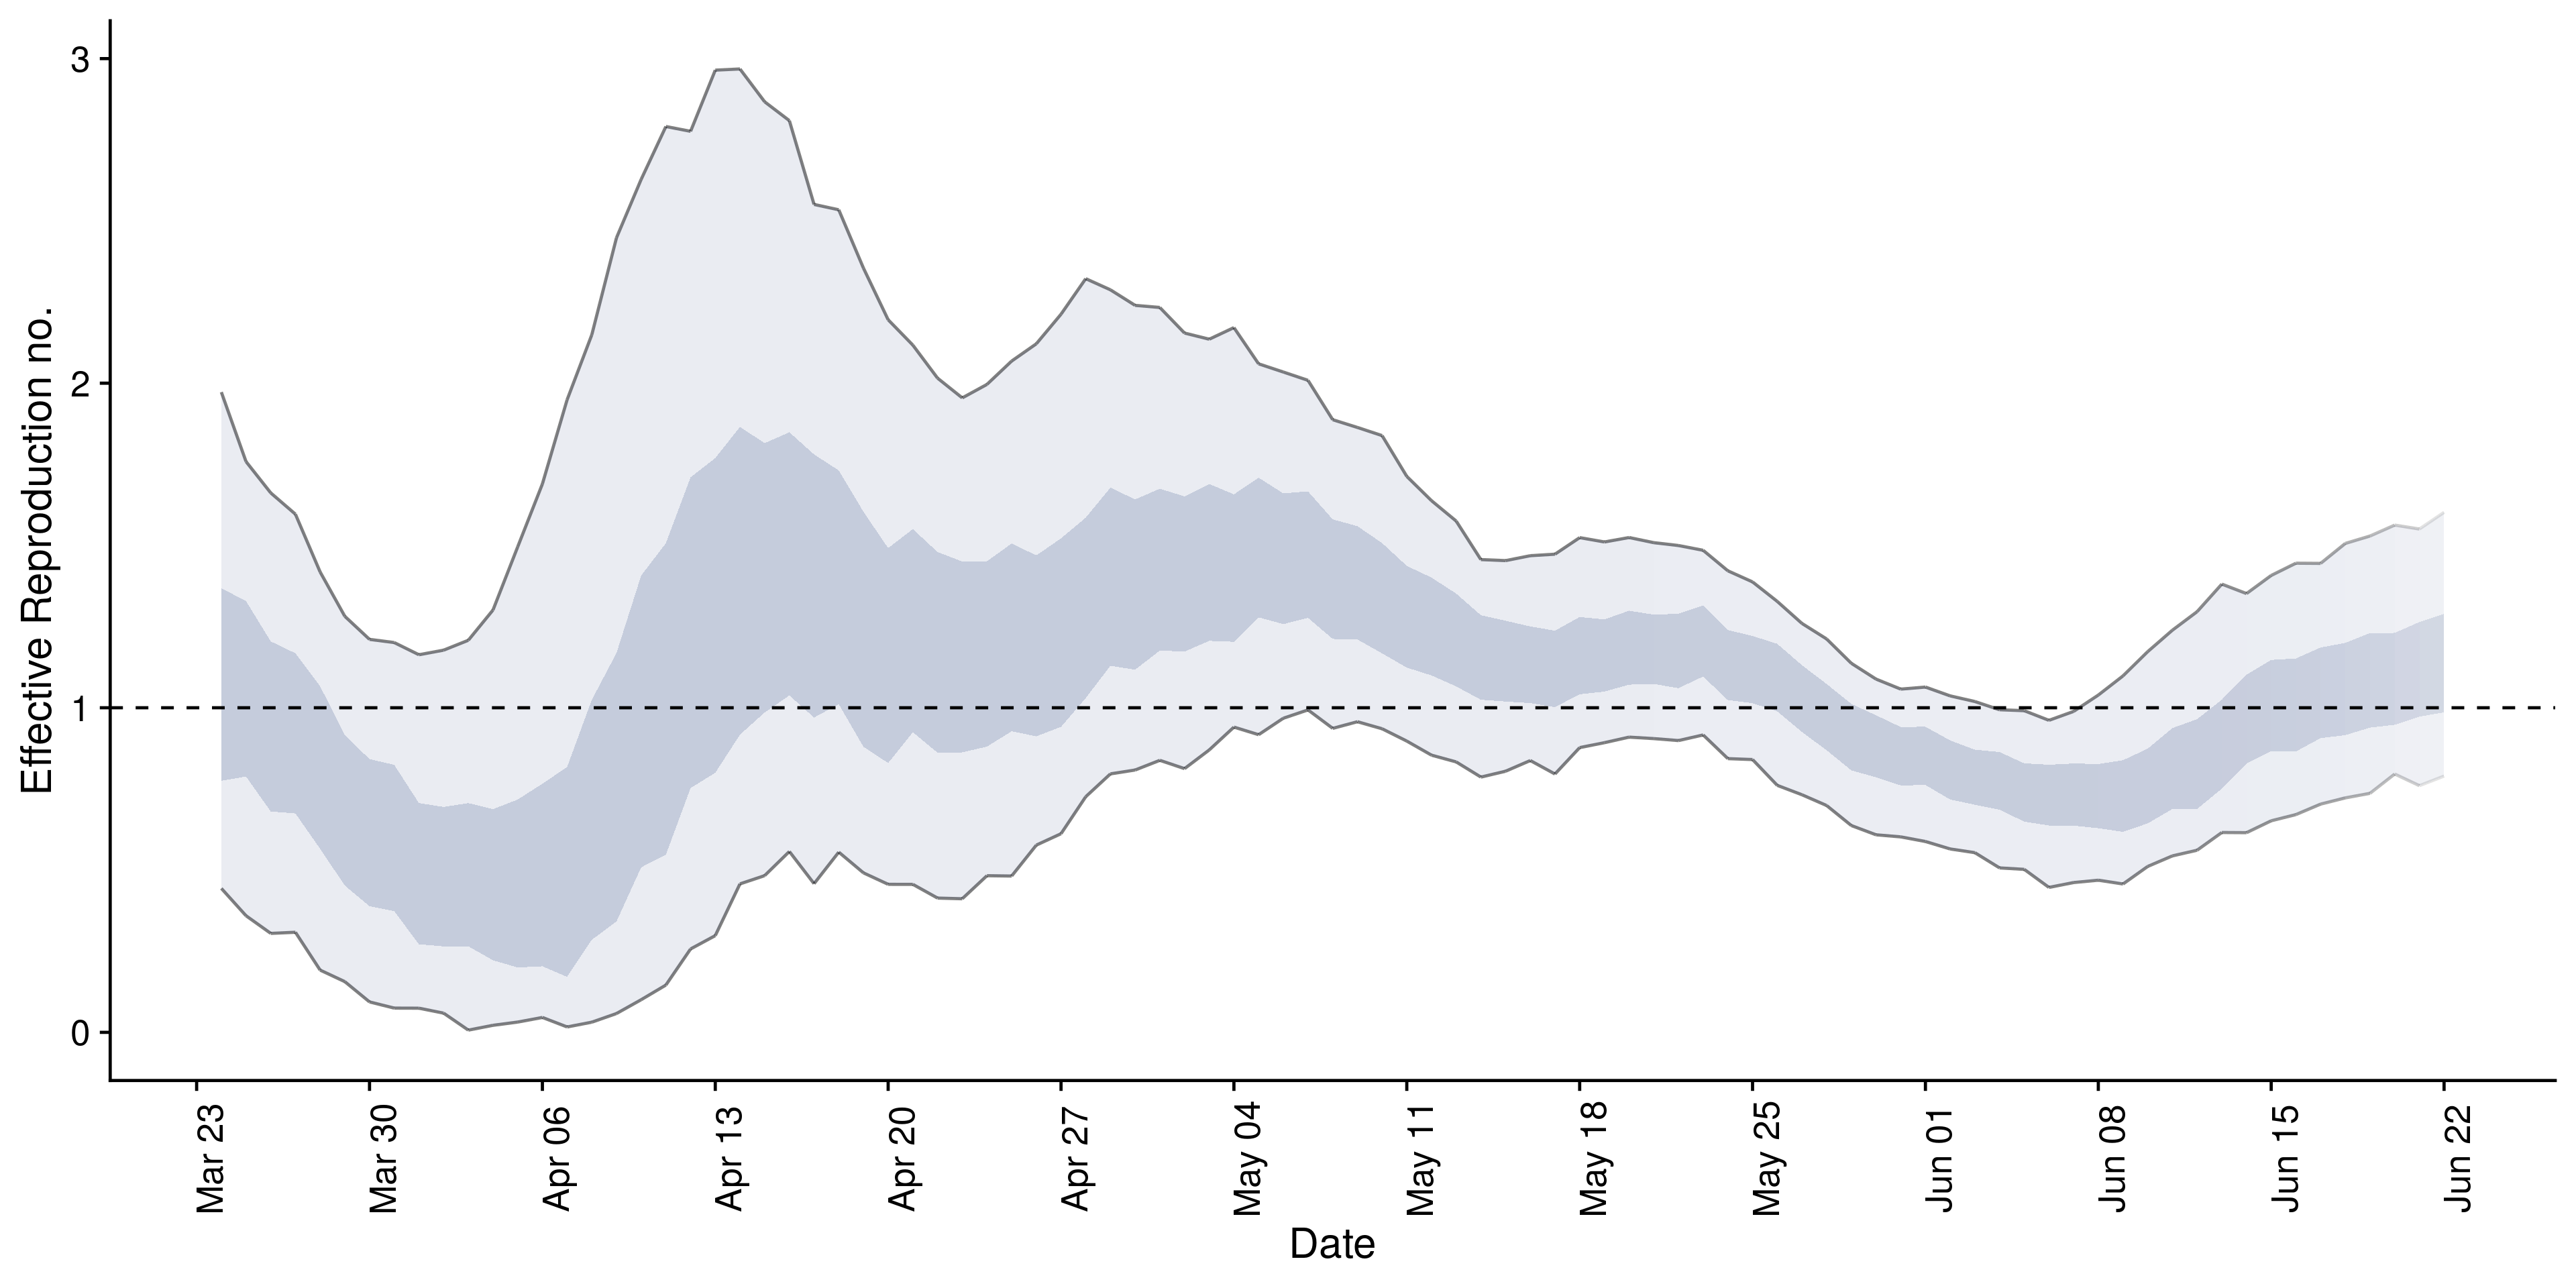 Effective Reproduction no.
3
2
1
0
Mar 23
Mar 30
Apr 06
Apr 13
Apr 20
Apr 27
May 04
May 11
May 18
May 25
Jun 01
Jun 08
Jun 15
Jun 22
Date